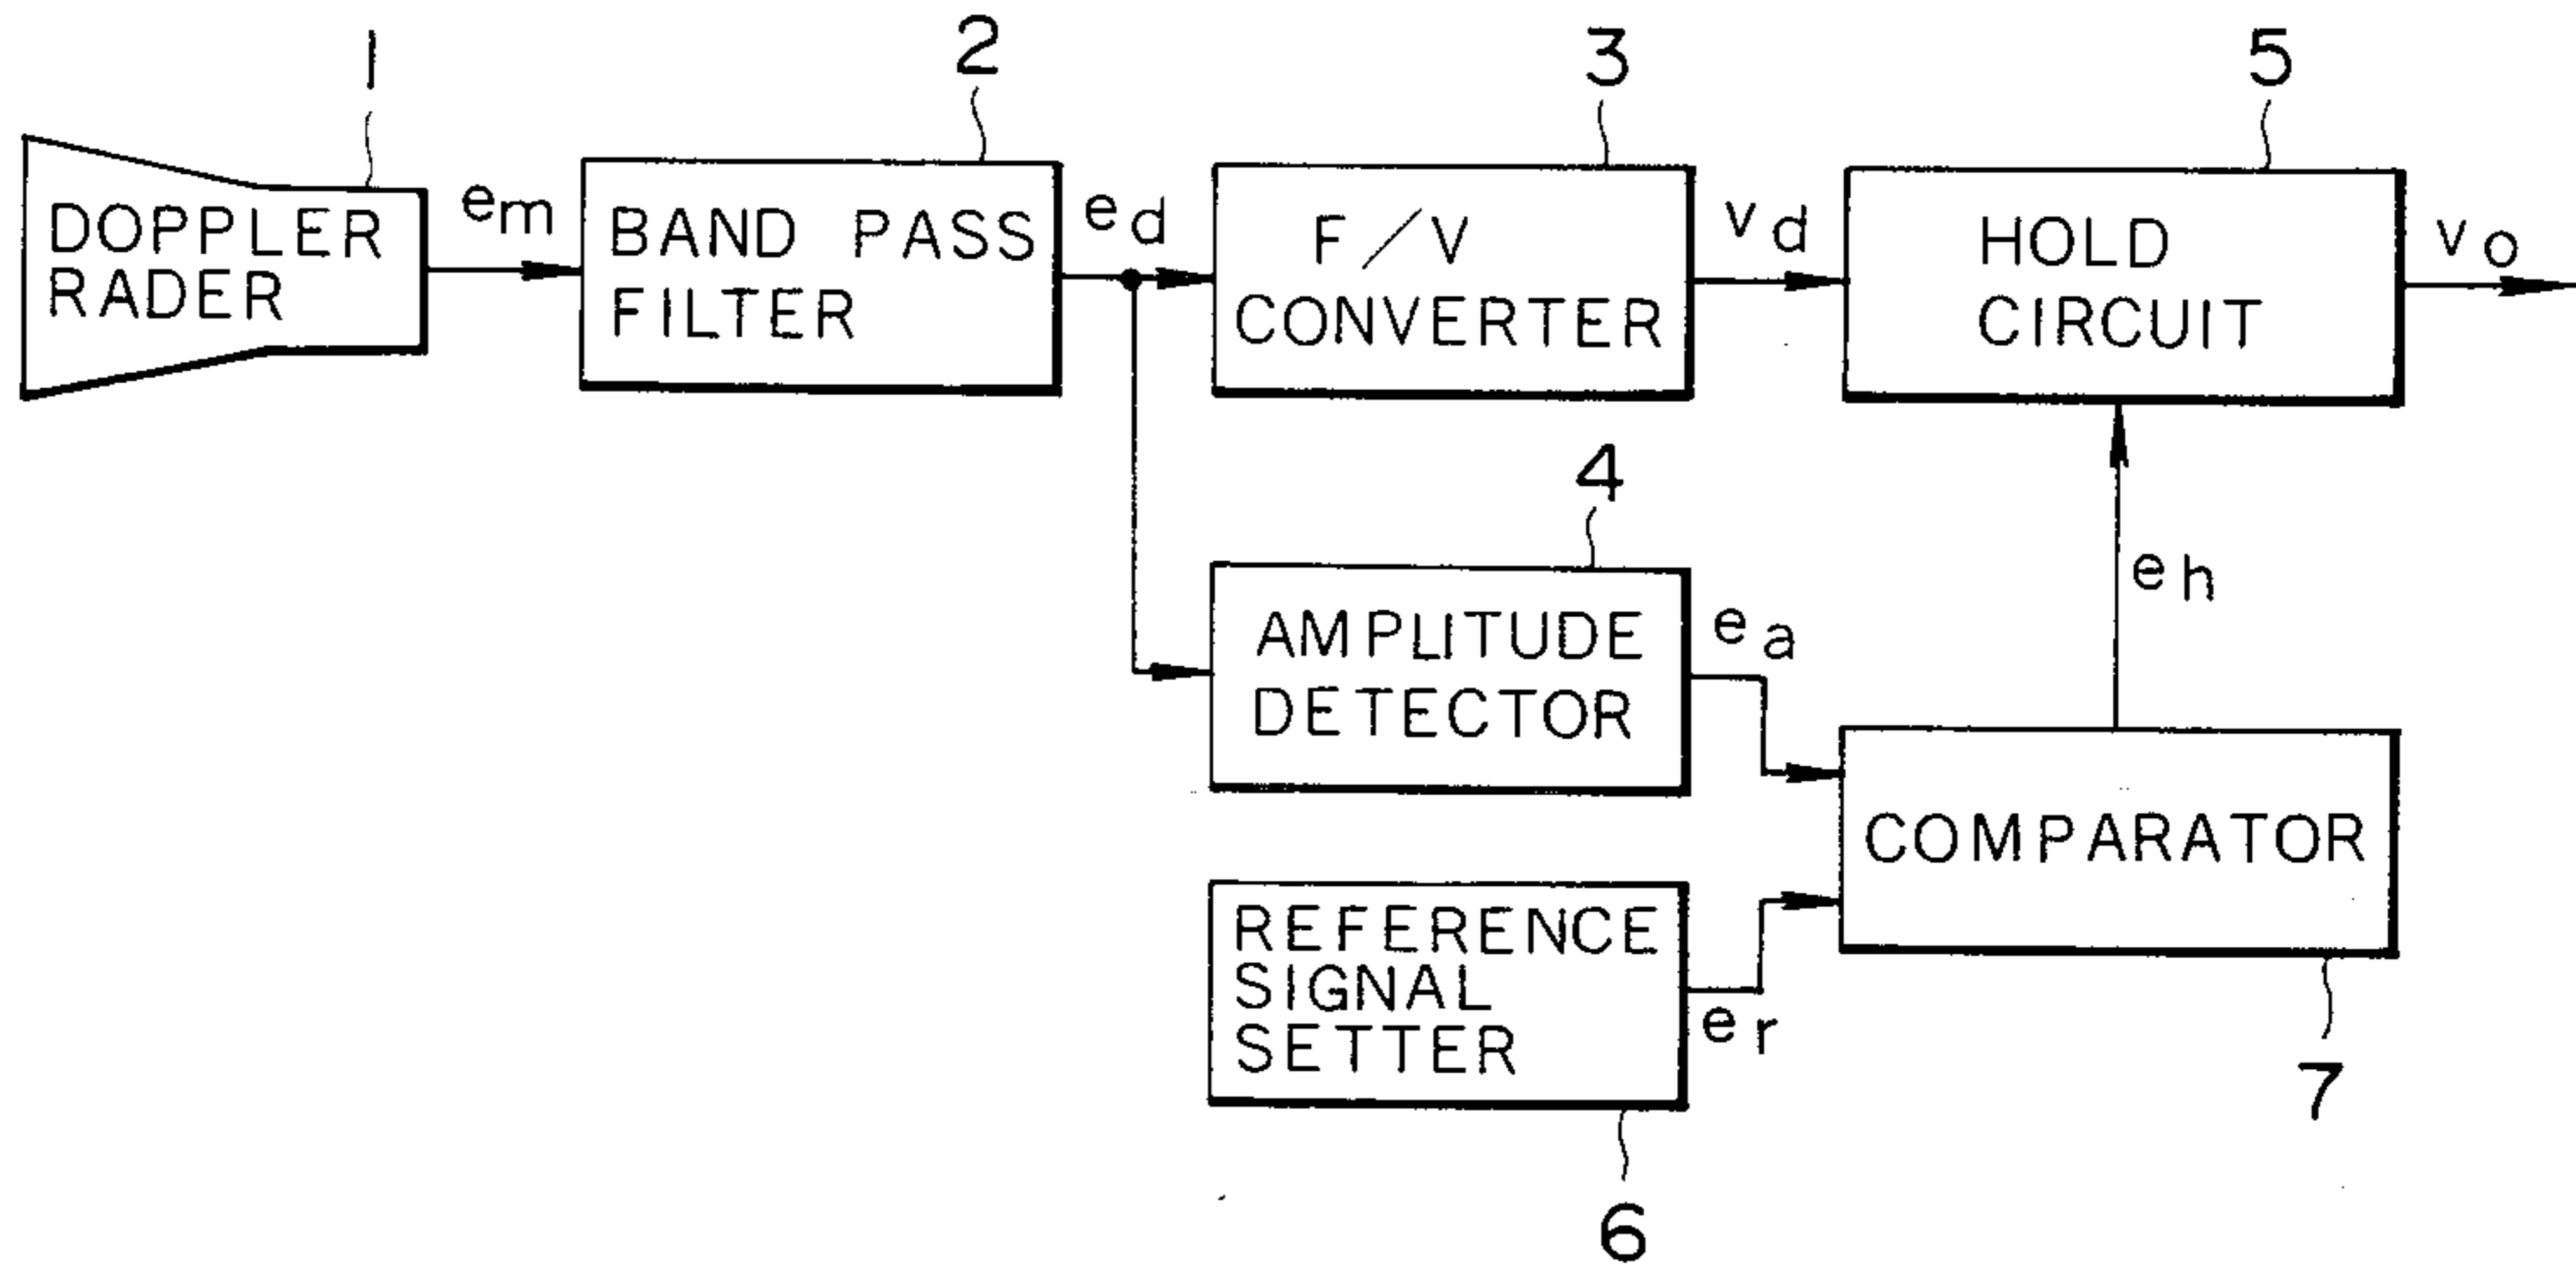 1
2
3
5
DOPPLER
RADER
em
BAND PASS
FILTER
ed
F/V
CONVERTER
vd
HOLD
CIRCUIT
vo
4
AMPLITUDE
DETECTOR
ea
eh
COMPARATOR
7
REFERENCE
SIGNAL
SETTER
er
6